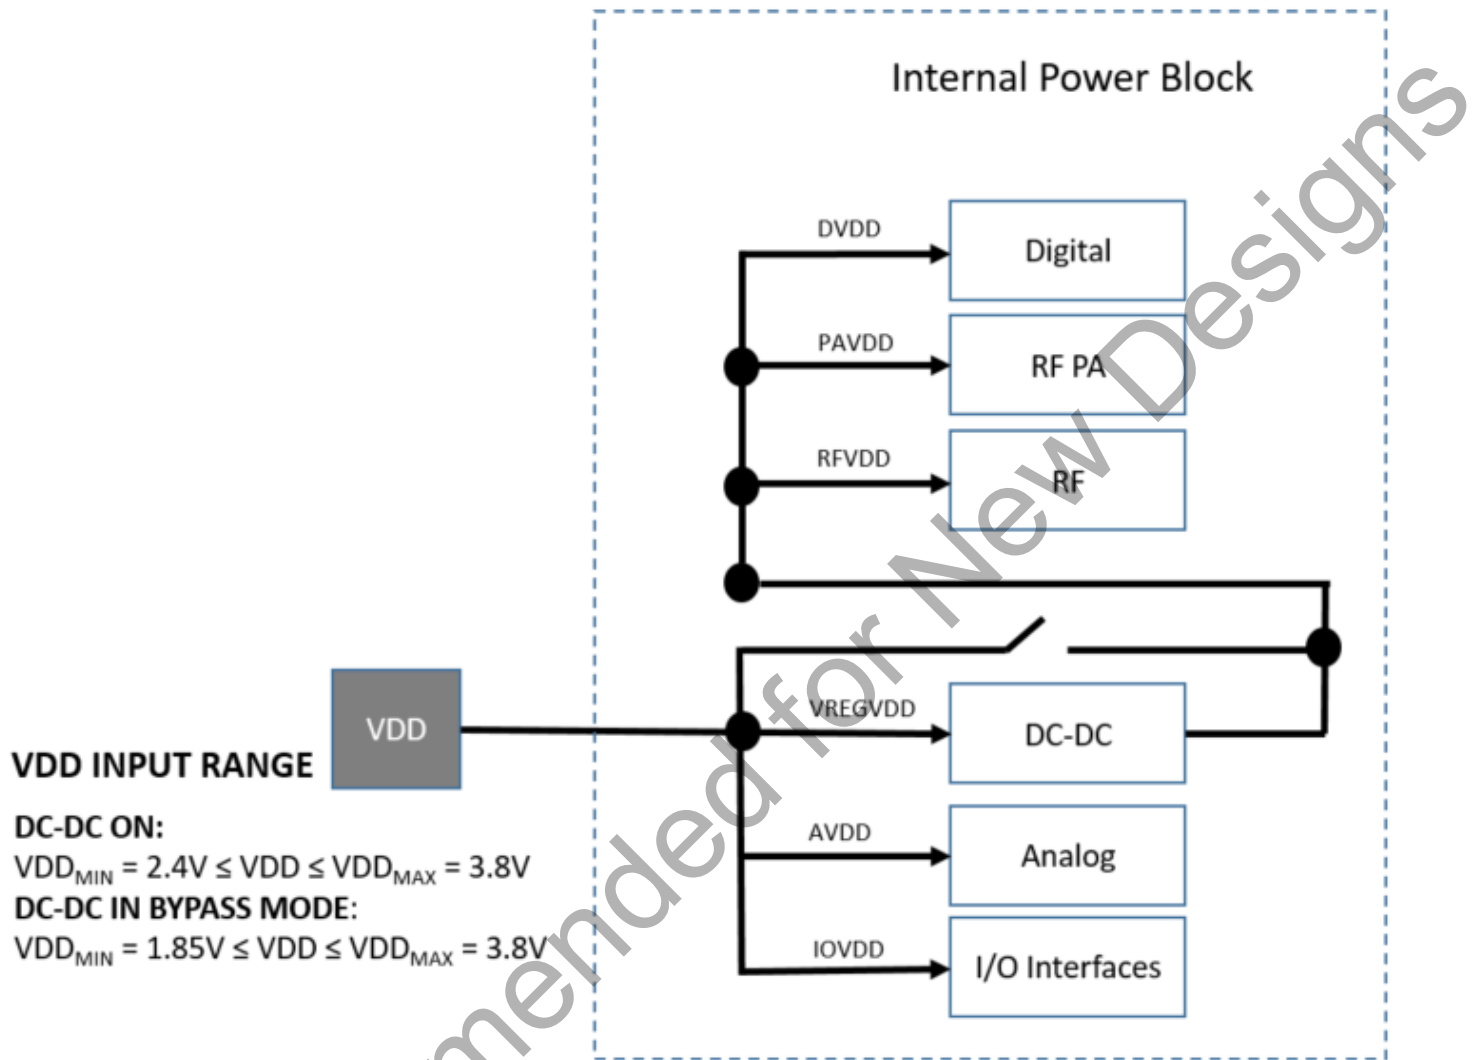 Internal Power Block
DVDD
Digital
PAVDD
RF PA
RFVDD
RF
VDD
VREGVDD
DC-DC
VDD INPUT RANGE
DC-DC ON:
VDDMIN = 2.4V ≤ VDD ≤ VDDMAX = 3.8V
DC-DC IN BYPASS MODE:
VDDMIN = 1.85V ≤ VDD ≤ VDDMAX = 3.8V
AVDD
Analog
IOVDD
I/O Interfaces
mended for New Designs